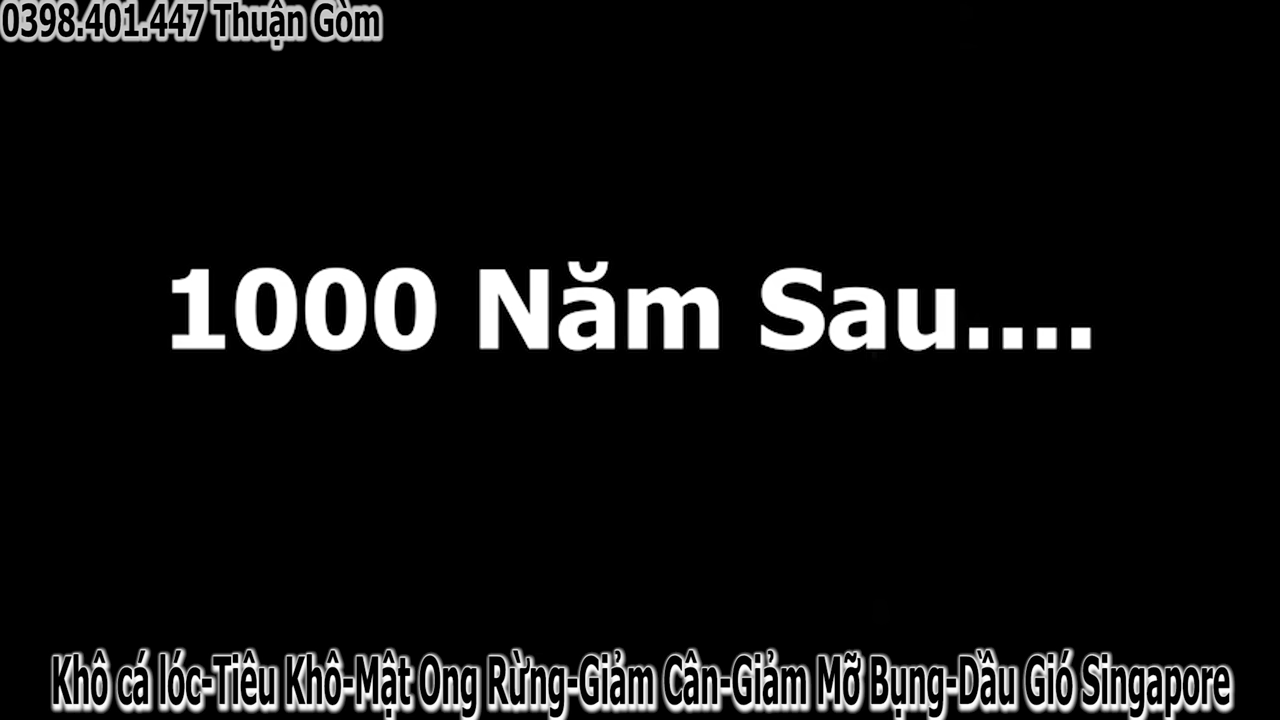 0398.401.447 Thuận Gòm
1000 Năm Sau....
Khô cá lóc-Tiêu Khô-Mật Ong Rừng-Giảm Cân-Giảm Mỡ Bụng-Dầu Gió Singapore